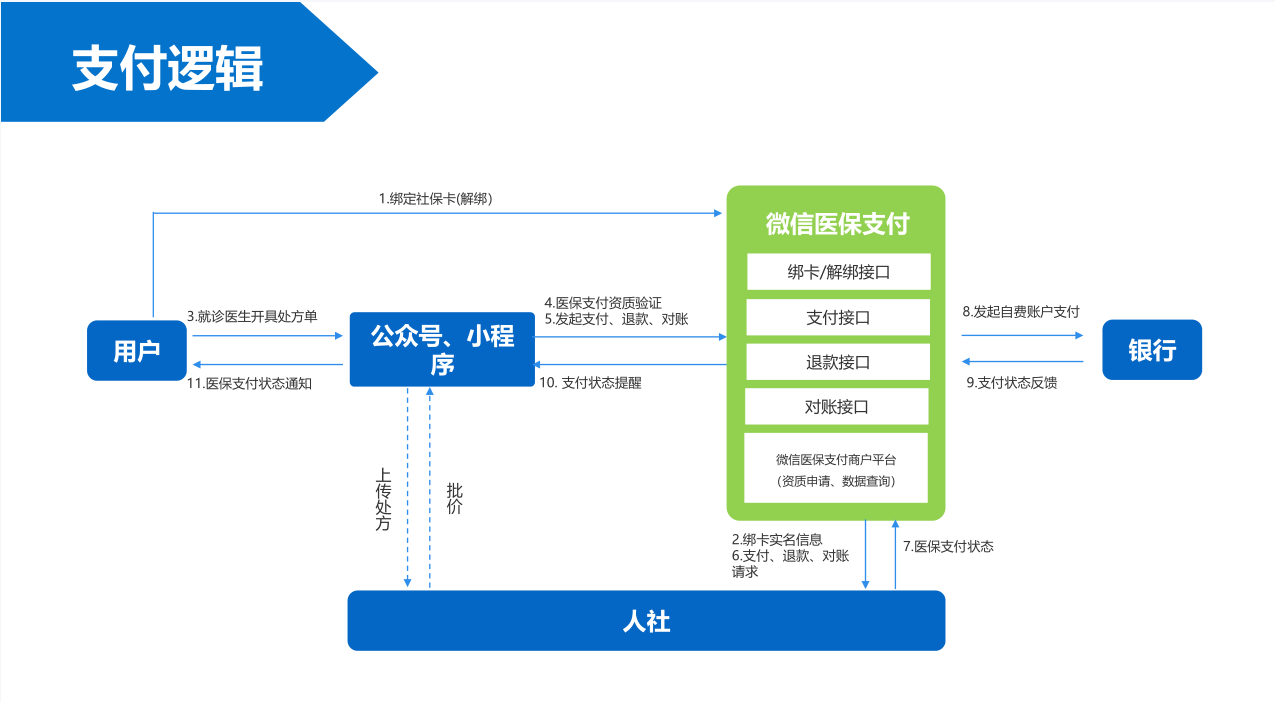 支付逻辑
1.绑定社保卡(解绑)
微信医保支付
绑卡/解绑接口
支付接口
退款接口
对账接口
微信医保支付商户平台
(资质申请、数据查询)
用户
3.就诊医生开具处方单
11.医保支付状态通知
公众号、小程
序
4.医保支付资质验证
5.发起支付、退款、对账
10. 支付状态提醒
8.发起自费账户支付
9.支付状态反馈
银行
上传处方
批价
2.绑卡实名信息
6.支付、退款、对账
请求
7.医保支付状态
人社